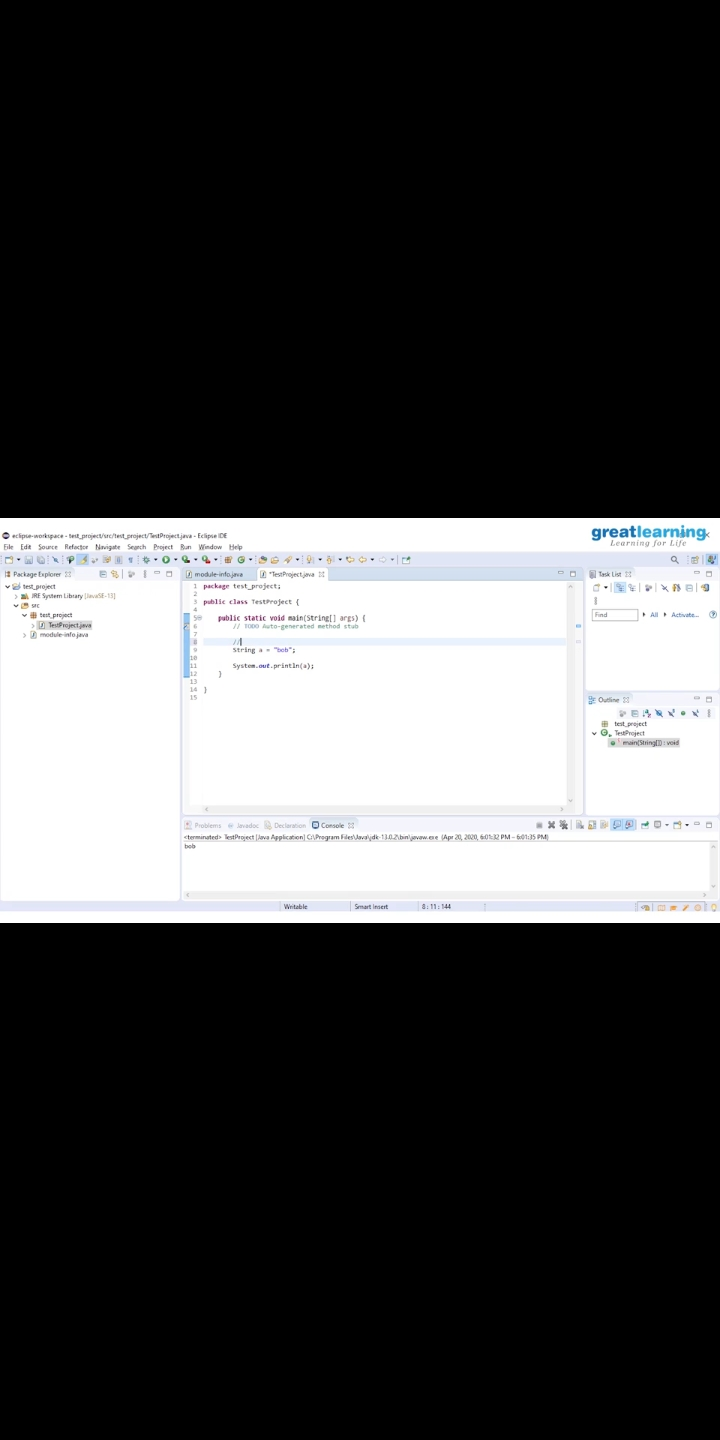 eclipse-workspace - test_project/src/test_project/TestProject.java - Eclipse IDE
greatlearning
Learning for Life
File Edit Source Refactor Navigate Search Project Run Window Help
Package Explorer
module-info.java
*TestProject.java
Task List
test_project
JRE System Library [JavaSE-13]
src
test_project
TestProject.java
module-info.java
1 package test_project;
2
3 public class TestProject {
4
5 public static void main(String[] args) {
6 // TODO Auto-generated method stub
7
8 //
9 String a = "bob";
10
11 System.out.println(a);
12 }
13
14 }
15
Find
All
Activate...
Outline
test_project
TestProject
main(String[]) : void
Problems Javadoc Declaration Console
<terminated> TestProject [Java Application] C:\Program Files\Java\jdk-13.0.2\bin\javaw.exe (Apr 20, 2020, 6:01:32 PM – 6:01:35 PM)
bob
Writable
Smart Insert
8 : 11 : 144